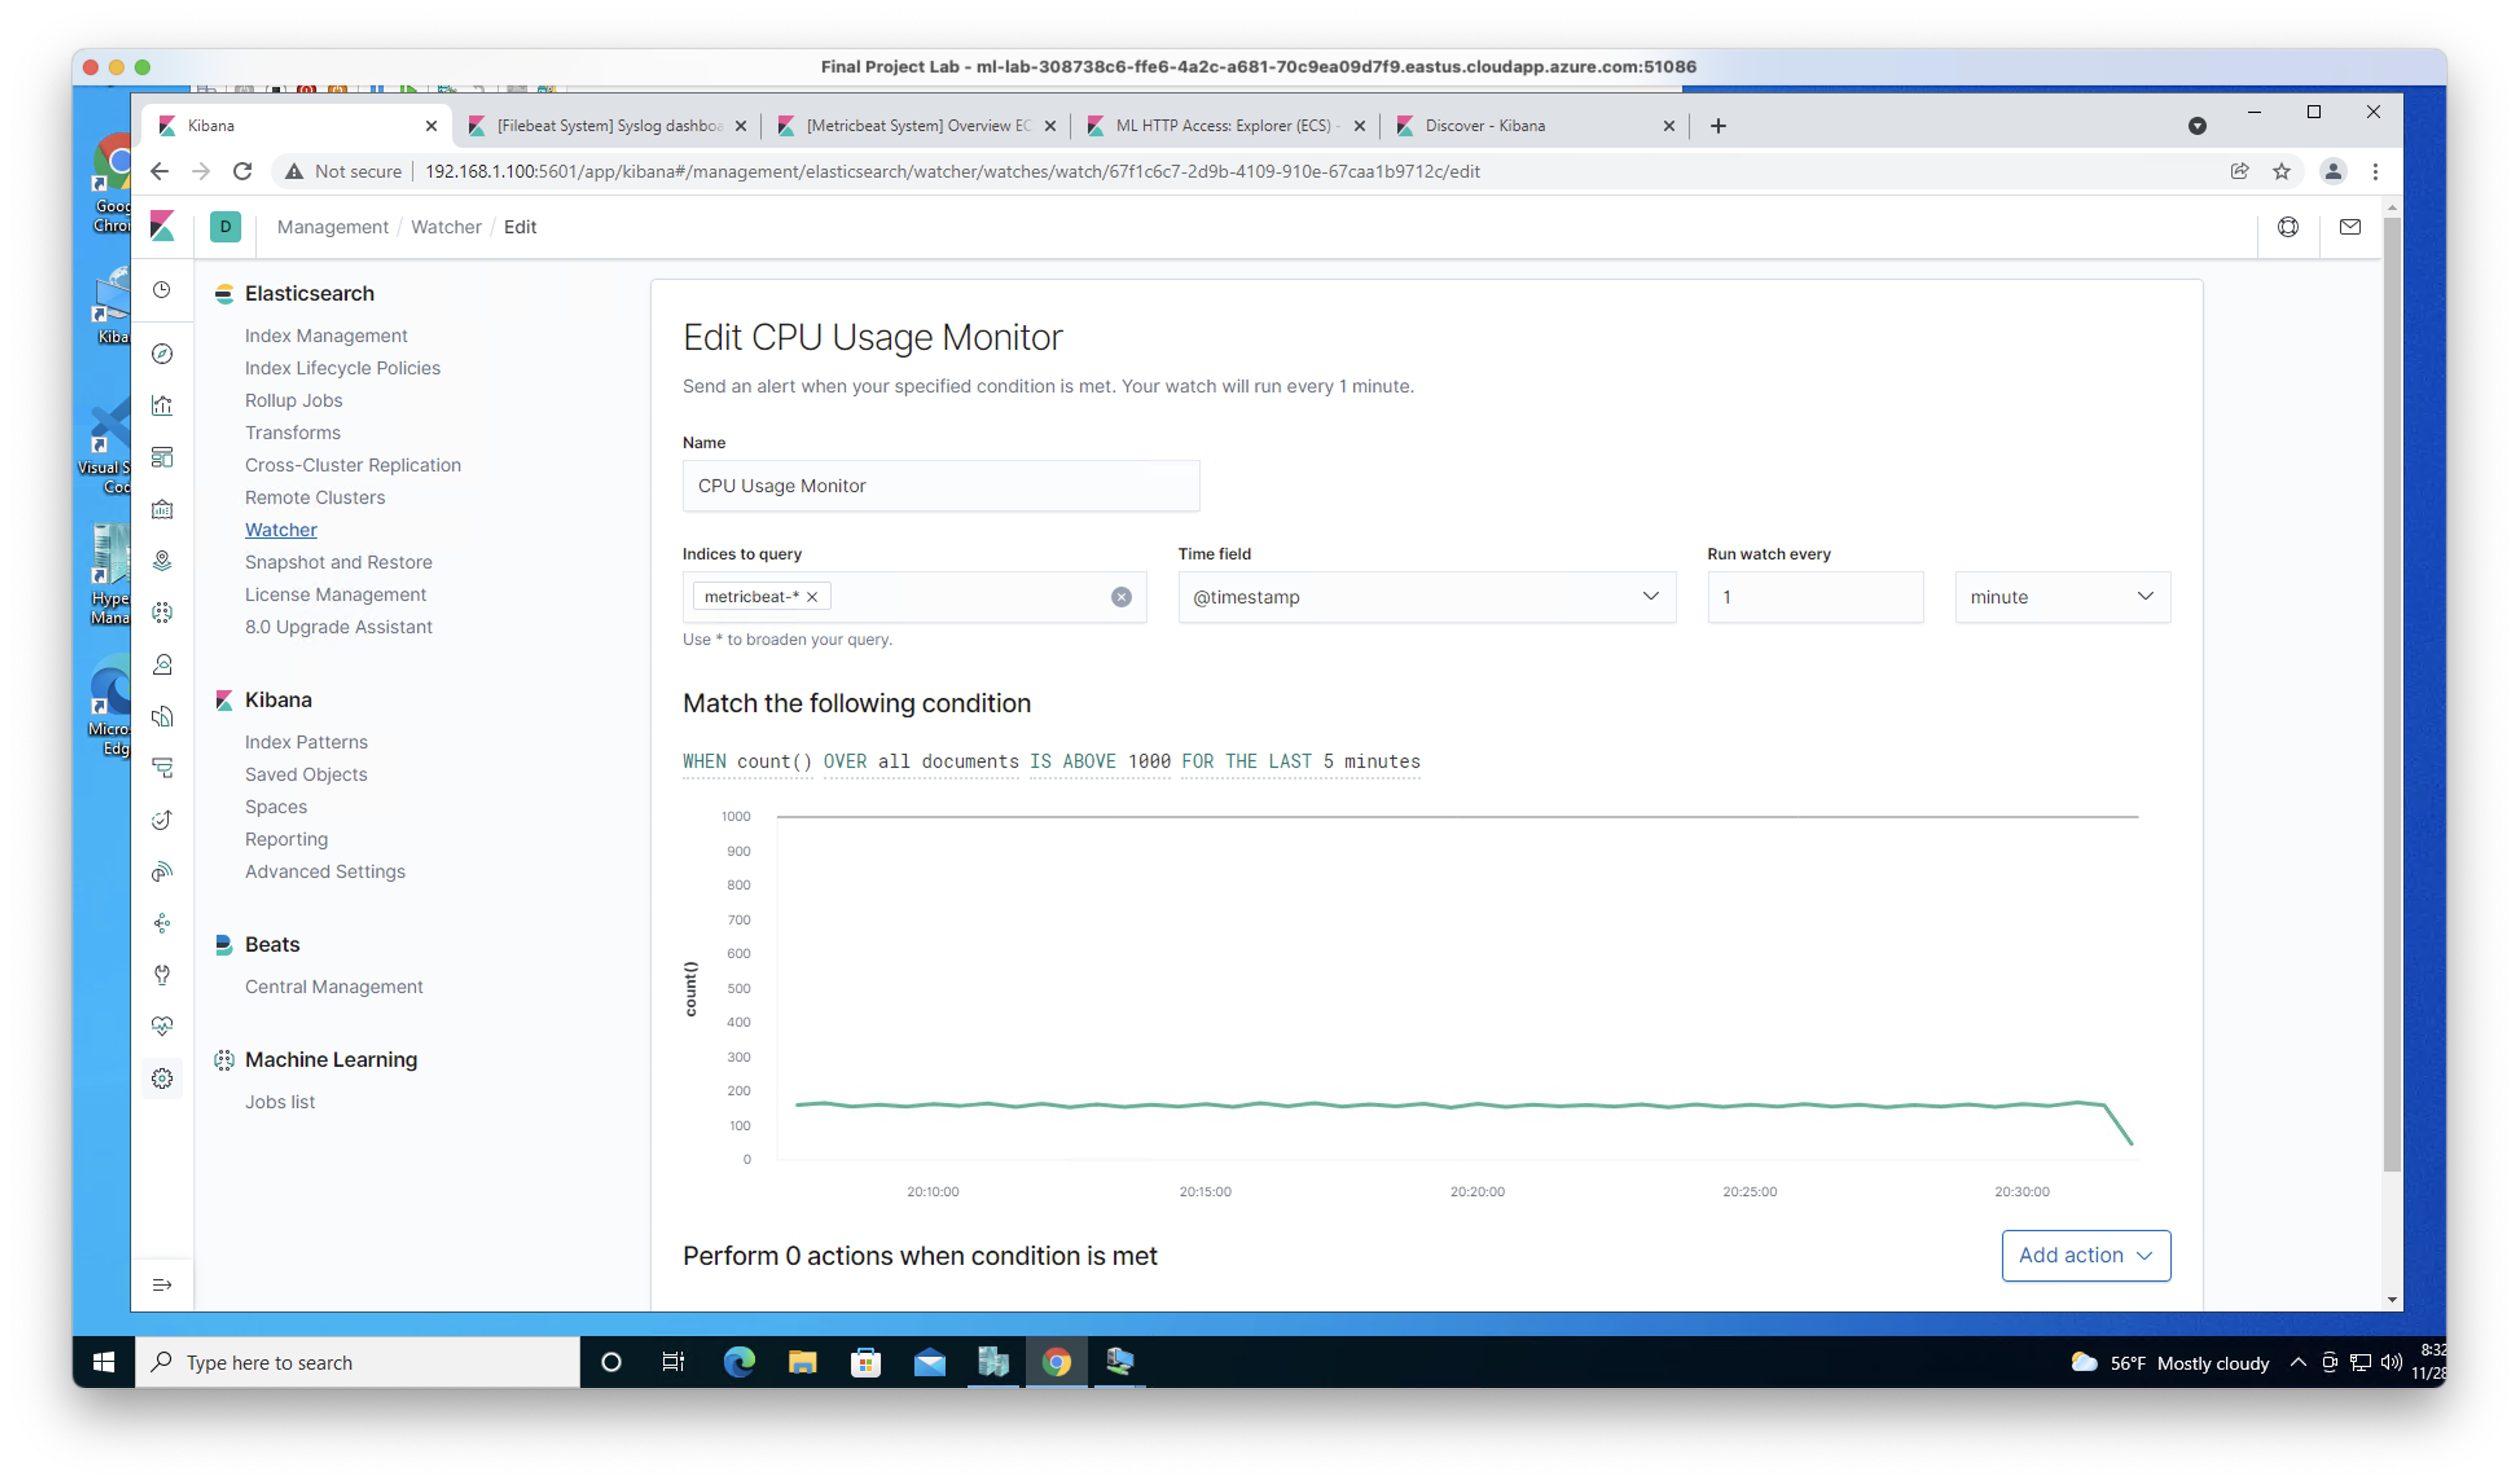 Final Project Lab - ml-lab-308738c6-ffe6-4a2c-a681-70c9ea09d7f9.eastus.cloudapp.azure.com:51086
Kibana
[Filebeat System] Syslog dashboa
[Metricbeat System] Overview EC
ML HTTP Access: Explorer (ECS) -
Discover - Kibana
Not secure
192.168.1.100:5601/app/kibana#/management/elasticsearch/watcher/watches/watch/67f1c6c7-2d9b-4109-910e-67caa1b9712c/edit
Goog
Chro
Kiba
Visual S
Cod
Hype
Mana
Micro
Edg
D
Management / Watcher / Edit
Elasticsearch
Index Management
Index Lifecycle Policies
Rollup Jobs
Transforms
Cross-Cluster Replication
Remote Clusters
Watcher
Snapshot and Restore
License Management
8.0 Upgrade Assistant
Kibana
Index Patterns
Saved Objects
Spaces
Reporting
Advanced Settings
Beats
Central Management
Machine Learning
Jobs list
Edit CPU Usage Monitor
Send an alert when your specified condition is met. Your watch will run every 1 minute.
Name
CPU Usage Monitor
Indices to query
Time field
Run watch every
metricbeat-*
@timestamp
1
minute
Use * to broaden your query.
Match the following condition
WHEN count() OVER all documents IS ABOVE 1000 FOR THE LAST 5 minutes
count()
1000
900
800
700
600
500
400
300
200
100
0
20:10:00
20:15:00
20:20:00
20:25:00
20:30:00
Perform 0 actions when condition is met
Add action
Type here to search
56°F Mostly cloudy
8:32
11/28